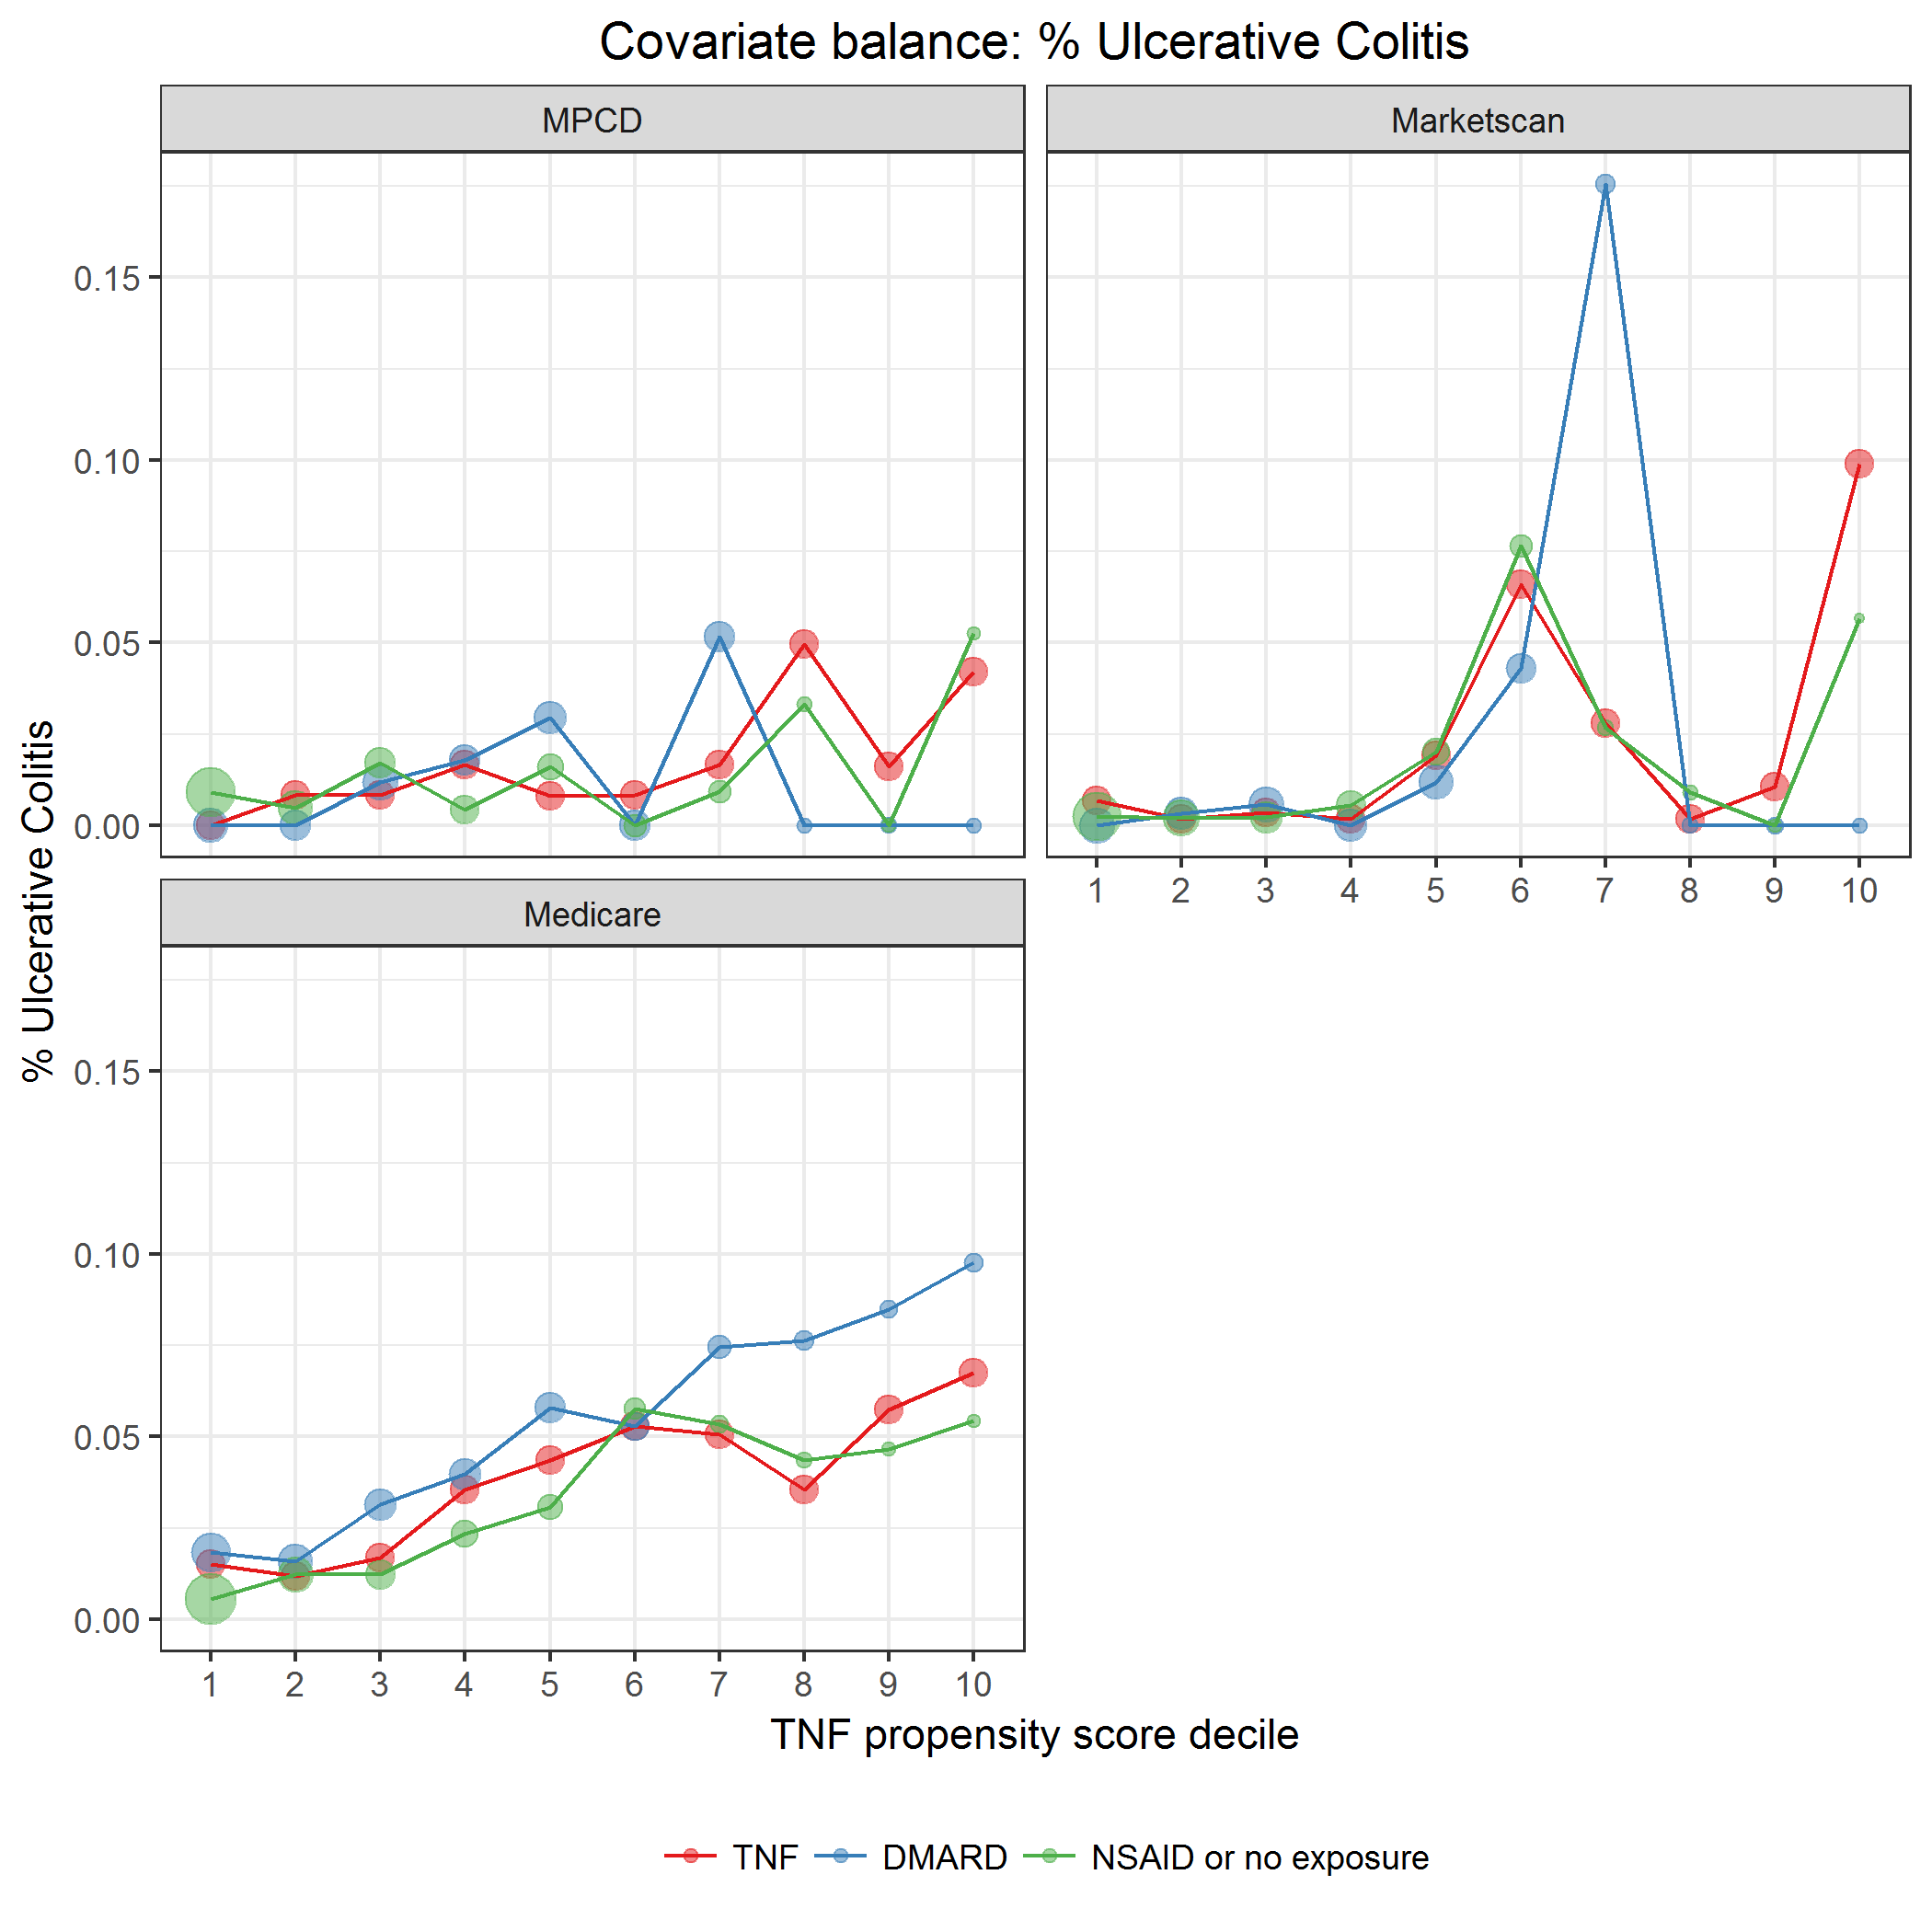 Covariate balance: % Ulcerative Colitis
MPCD
Marketscan
0.15
0.10
0.05
0.00
1 2 3 4 5 6 7 8 9 10
Medicare
% Ulcerative Colitis
0.15
0.10
0.05
0.00
1 2 3 4 5 6 7 8 9 10
TNF propensity score decile
TNF DMARD NSAID or no exposure